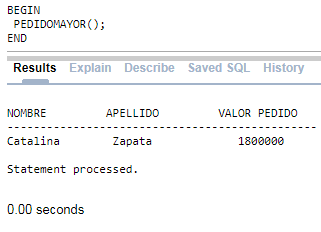 BEGIN
PEDIDOMAYOR();
END
Results Explain Describe Saved SQL History
NOMBRE APELLIDO VALOR PEDIDO
--------------------------------------------------
Catalina Zapata 1800000
Statement processed.
0.00 seconds